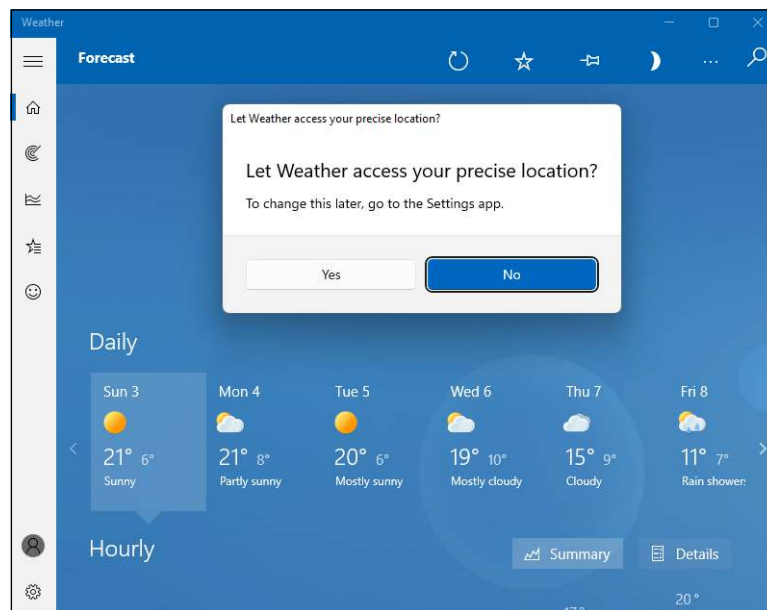 Weather
Forecast
Let Weather access your precise location?
Let Weather access your precise location?
To change this later, go to the Settings app.
Yes
No
Daily
Sun 3
Mon 4
Tue 5
Wed 6
Thu 7
Fri 8
21° 6°
21° 8°
20° 6°
19° 10°
15° 9°
11° 7°
Sunny
Partly sunny
Mostly sunny
Mostly cloudy
Cloudy
Rain shower
Hourly
Summary
Details
20°